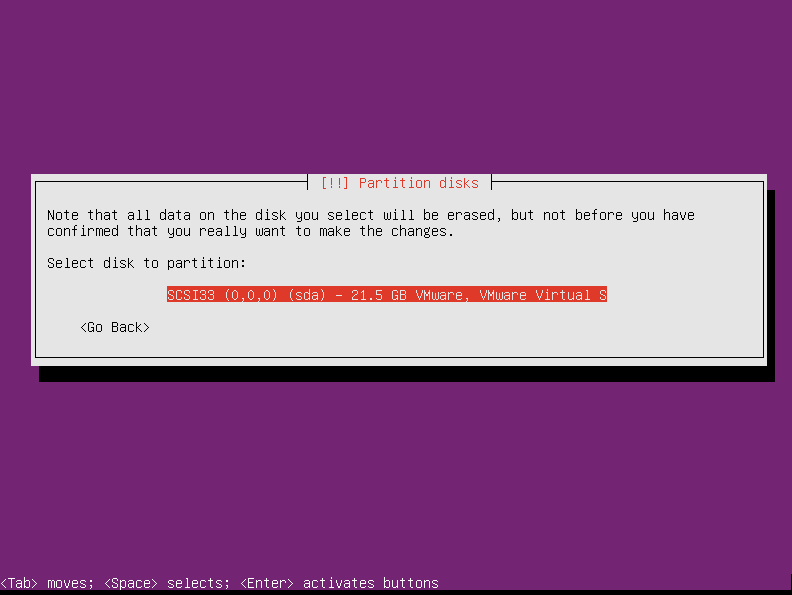 [!!] Partition disks
Note that all data on the disk you select will be erased, but not before you have
confirmed that you really want to make the changes.
Select disk to partition:
SCSI33 (0,0,0) (sda) - 21.5 GB VMware, VMware Virtual S
<Go Back>
<Tab> moves; <Space> selects; <Enter> activates buttons